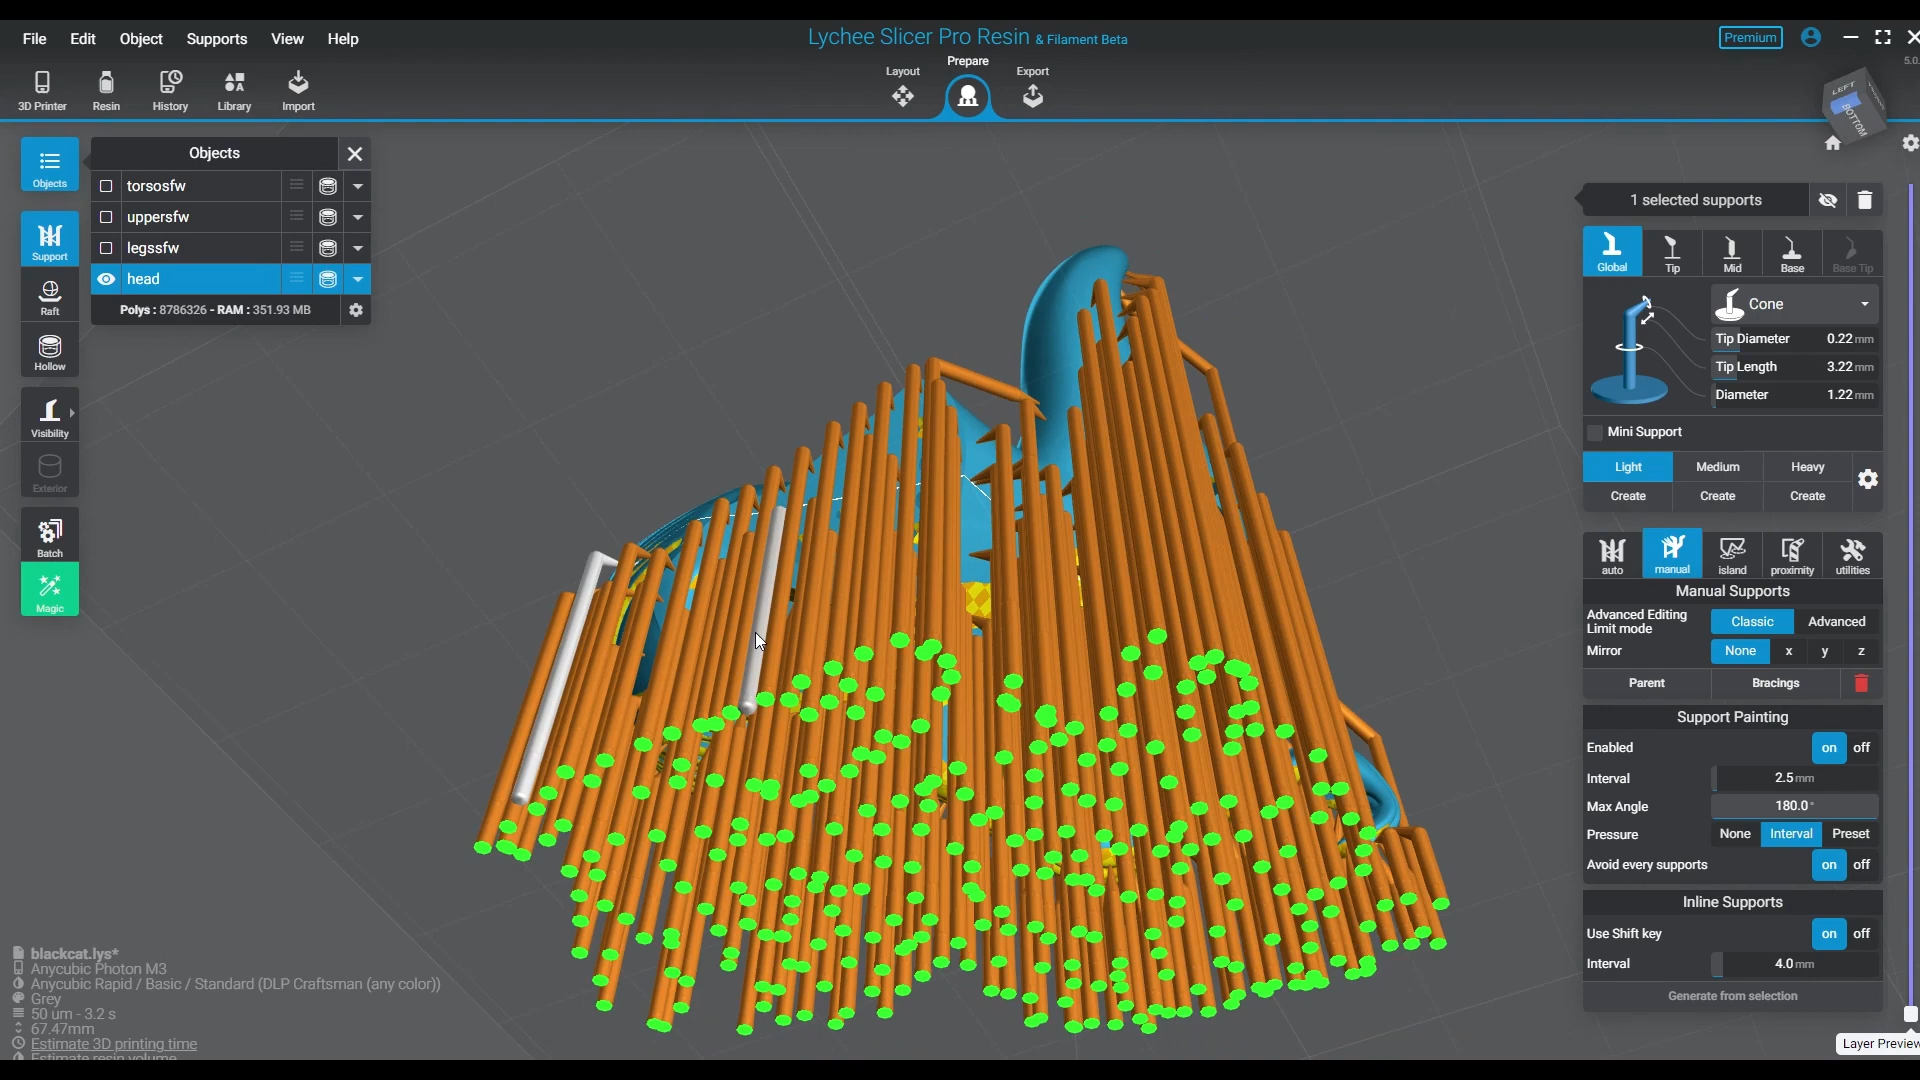 File Edit Object Supports View Help
Lychee Slicer Pro Resin & Filament Beta
Premium
5.0.
3D Printer Resin History Library Import
Layout Prepare Export
LEFT
BOTTOM
Objects
Support
Raft
Hollow
Visibility
Exterior
Batch
Magic
Objects
torsosfw
uppersfw
legssfw
head
Polys : 8786326 - RAM : 351.93 MB
1 selected supports
Global Tip Mid Base Base Tip
Cone
Tip Diameter 0.22 mm
Tip Length 3.22 mm
Diameter 1.22 mm
Mini Support
Light Medium Heavy
Create Create Create
auto manual island proximity utilities
Manual Supports
Advanced Editing
Limit mode
Classic Advanced
Mirror None x y z
Parent Bracings
Support Painting
Enabled on off
Interval 2.5 mm
Max Angle 180.0 °
Pressure None Interval Preset
Avoid every supports on off
Inline Supports
Use Shift key on off
Interval 4.0 mm
Generate from selection
Layer Preview
blackcat.lys*
Anycubic Photon M3
Anycubic Rapid / Basic / Standard (DLP Craftsman (any color))
Grey
50 um - 3.2 s
67.47mm
Estimate 3D printing time
Estimate resin volume